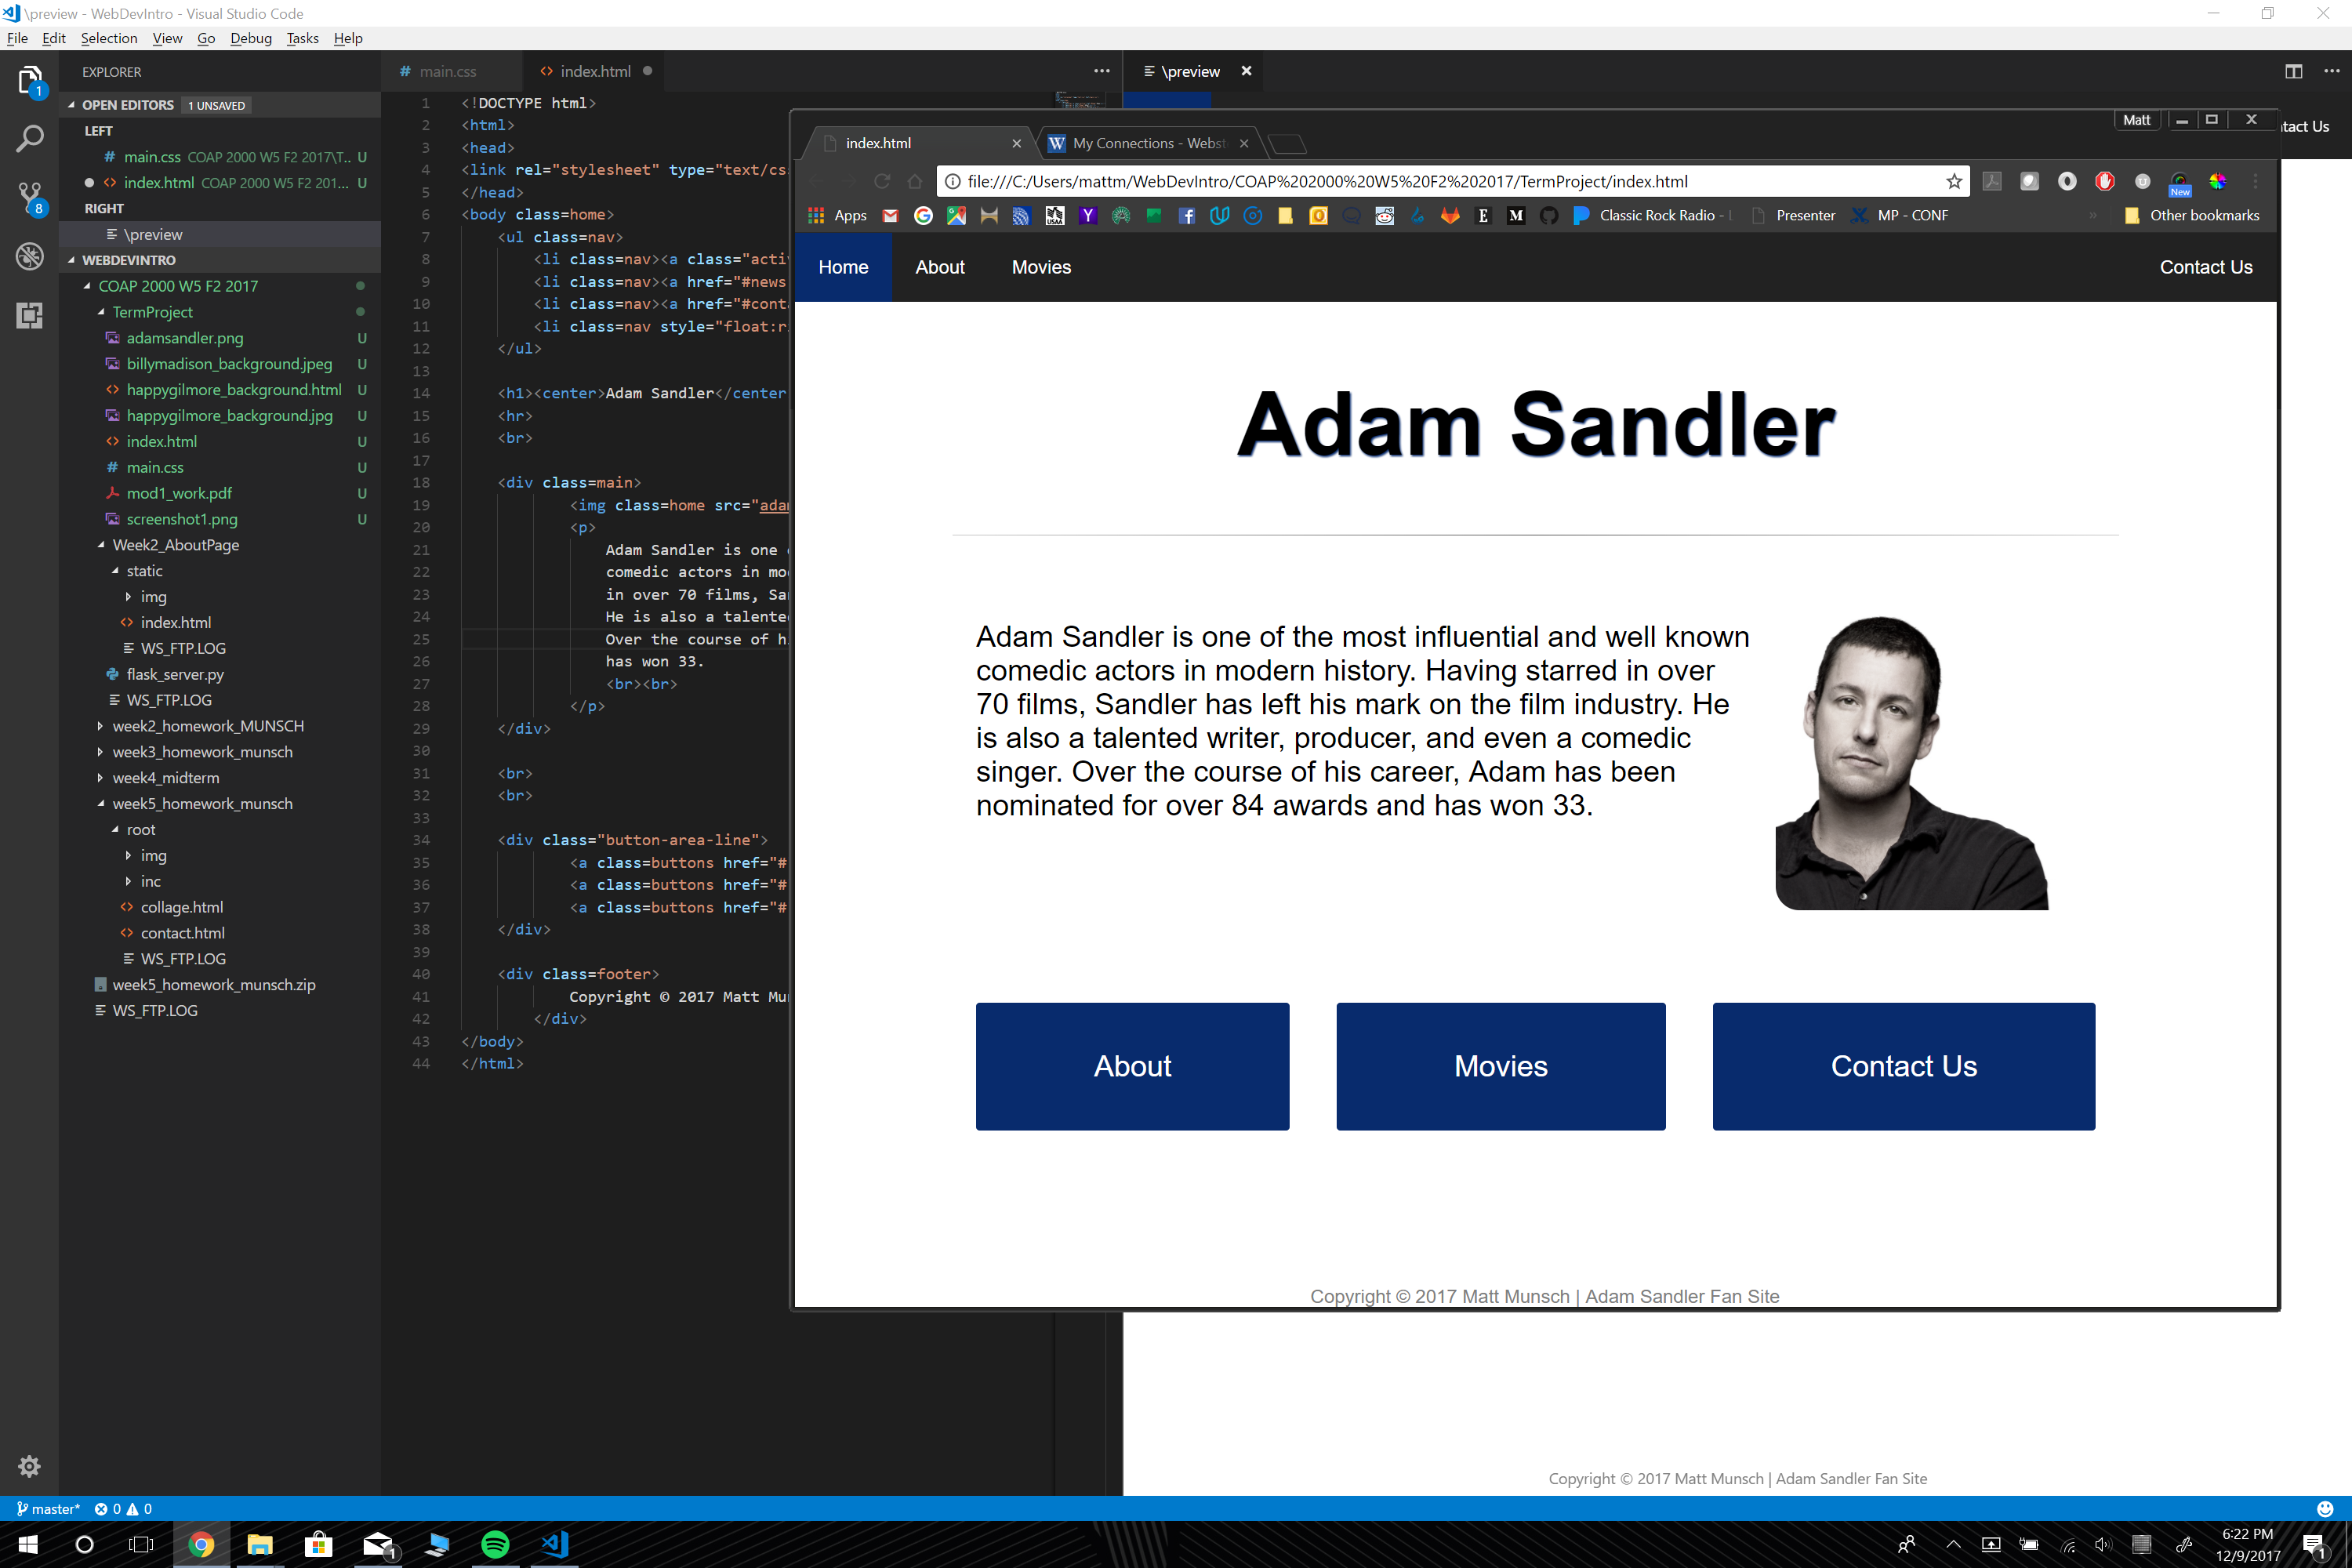 \preview - WebDevIntro - Visual Studio Code
File Edit Selection View Go Debug Tasks Help
EXPLORER
OPEN EDITORS 1 UNSAVED
LEFT
# main.css COAP 2000 W5 F2 2017\T... U
<> index.html COAP 2000 W5 F2 201... U
RIGHT
\preview
WEBDEVINTRO
COAP 2000 W5 F2 2017
TermProject
adamsandler.png U
billymadison_background.jpeg U
<> happygilmore_background.html U
happygilmore_background.jpg U
<> index.html U
# main.css U
mod1_work.pdf U
screenshot1.png U
Week2_AboutPage
static
img
<> index.html
WS_FTP.LOG
flask_server.py
WS_FTP.LOG
week2_homework_MUNSCH
week3_homework_munsch
week4_midterm
week5_homework_munsch
root
img
inc
<> collage.html
<> contact.html
WS_FTP.LOG
week5_homework_munsch.zip
WS_FTP.LOG
1
8
# main.css
<> index.html
\preview
1 <!DOCTYPE html>
2 <html>
3 <head>
4 <link rel="stylesheet" type="text/cs
5 </head>
6 <body class=home>
7 <ul class=nav>
8 <li class=nav><a class="acti
9 <li class=nav><a href="#news
10 <li class=nav><a href="#cont
11 <li class=nav style="float:r
12 </ul>
13
14 <h1><center>Adam Sandler</center
15 <hr>
16 <br>
17
18 <div class=main>
19 <img class=home src="adam
20 <p>
21 Adam Sandler is one
22 comedic actors in mo
23 in over 70 films, Sa
24 He is also a talented
25 Over the course of h
26 has won 33.
27 <br><br>
28 </p>
29 </div>
30
31 <br>
32 <br>
33
34 <div class="button-area-line">
35 <a class=buttons href="#
36 <a class=buttons href="#
37 <a class=buttons href="#
38 </div>
39
40 <div class=footer>
41 Copyright © 2017 Matt Mu
42 </div>
43 </body>
44 </html>
tact Us
Matt
index.html
My Connections - Webst
file:///C:/Users/mattm/WebDevIntro/COAP%202000%20W5%20F2%202017/TermProject/index.html
New
Apps
Classic Rock Radio -
Presenter
MP - CONF
»
Other bookmarks
Home About Movies Contact Us
Adam Sandler
Adam Sandler is one of the most influential and well known
comedic actors in modern history. Having starred in over
70 films, Sandler has left his mark on the film industry. He
is also a talented writer, producer, and even a comedic
singer. Over the course of his career, Adam has been
nominated for over 84 awards and has won 33.
About
Movies
Contact Us
Copyright © 2017 Matt Munsch | Adam Sandler Fan Site
Copyright © 2017 Matt Munsch | Adam Sandler Fan Site
master* 0 0
1
6:22 PM
12/9/2017
1